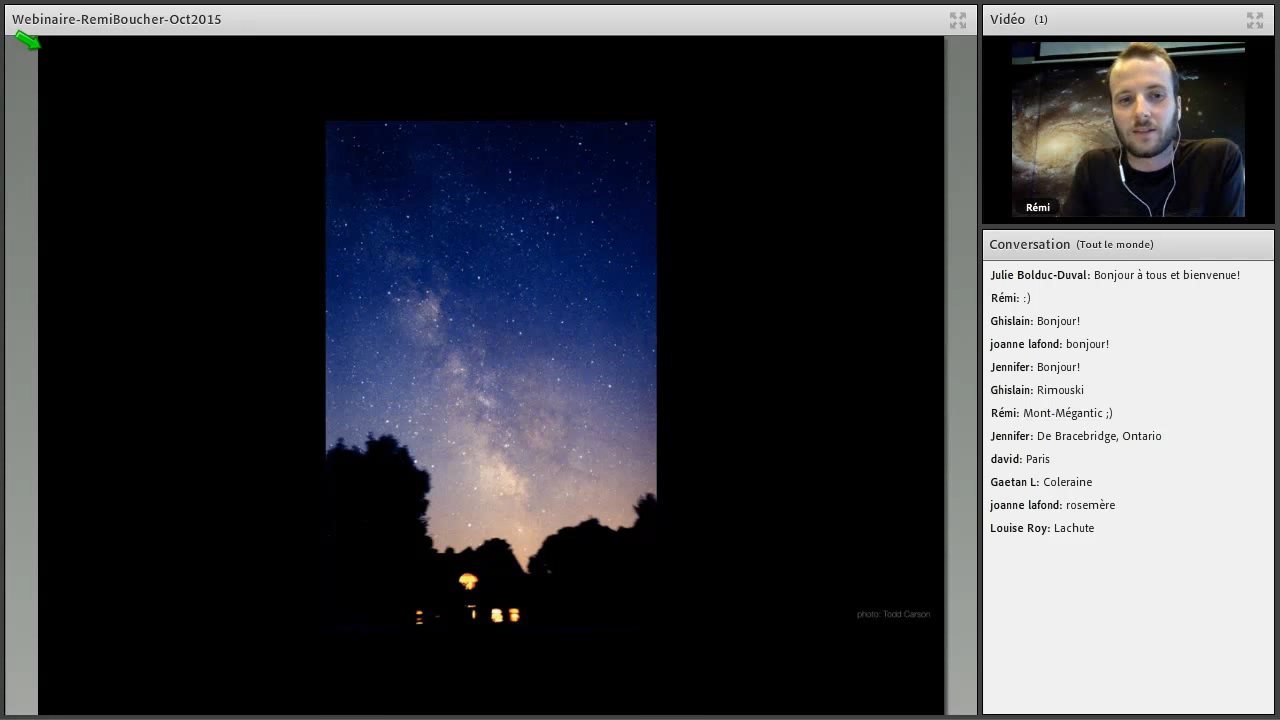 Webinaire-RemiBoucher-Oct2015
photo: Todd Carson
Vidéo (1)
Rémi
Conversation (Tout le monde)
Julie Bolduc-Duval: Bonjour à tous et bienvenue!
Rémi: :)
Ghislain: Bonjour!
joanne lafond: bonjour!
Jennifer: Bonjour!
Ghislain: Rimouski
Rémi: Mont-Mégantic ;)
Jennifer: De Bracebridge, Ontario
david: Paris
Gaetan L: Coleraine
joanne lafond: rosemère
Louise Roy: Lachute